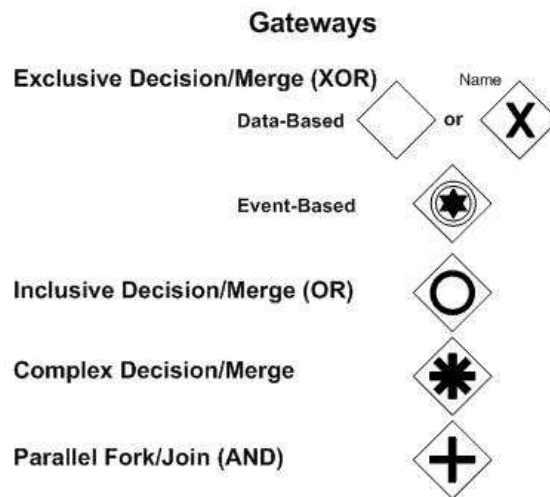 Gateways
Exclusive Decision/Merge (XOR)
Name
Data-Based or X
Event-Based
Inclusive Decision/Merge (OR)
Complex Decision/Merge
Parallel Fork/Join (AND)